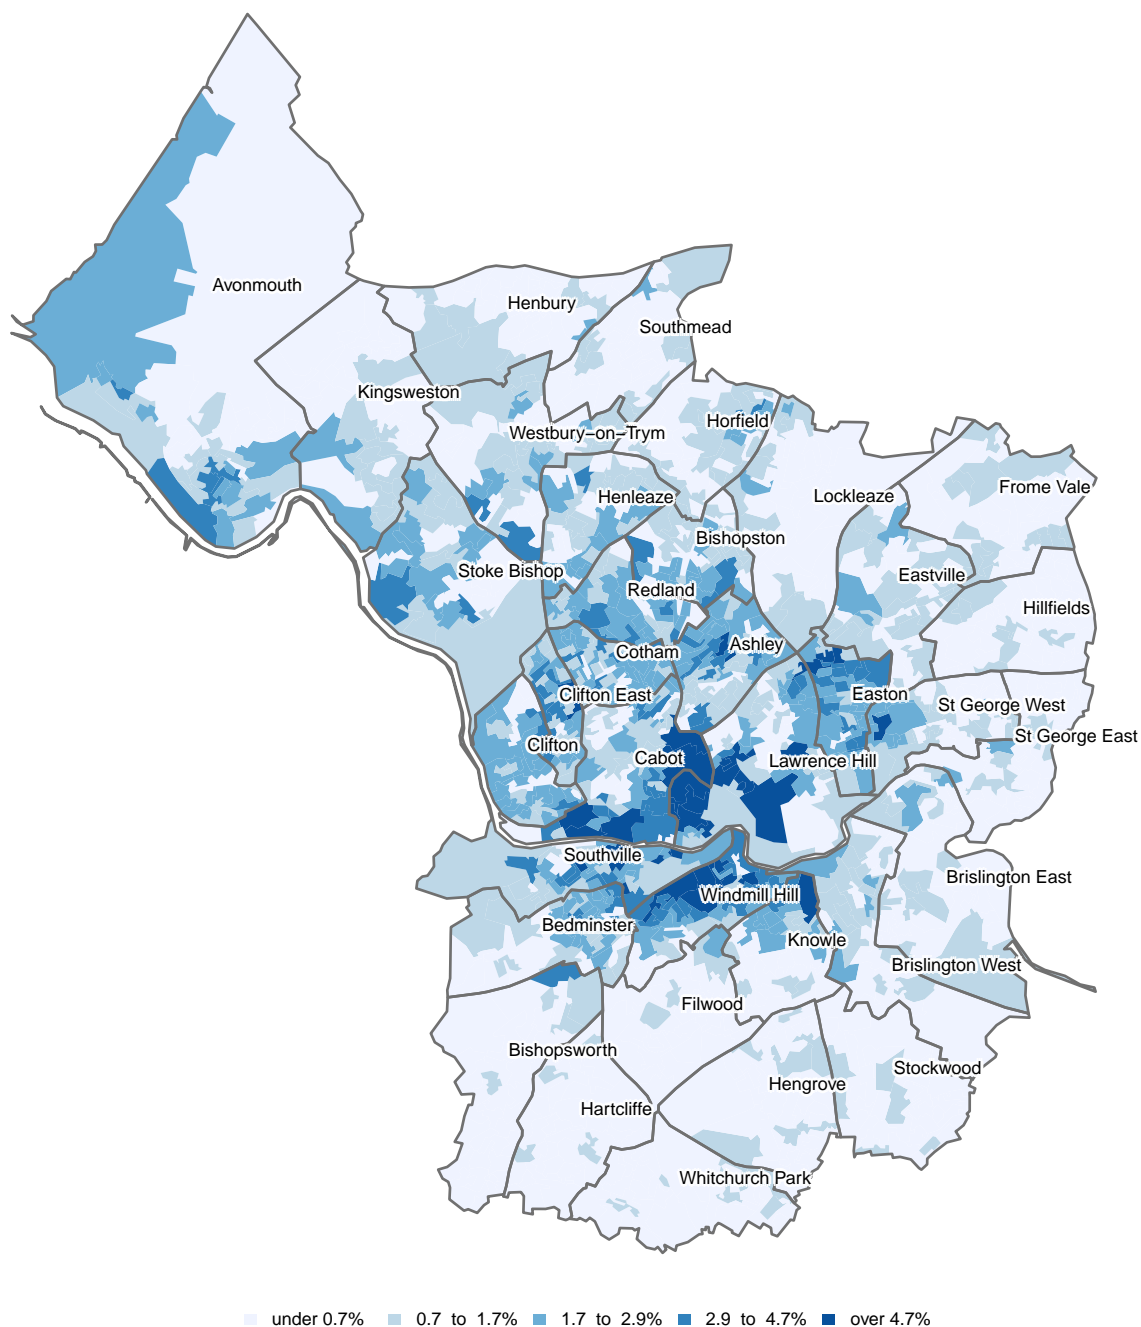 Avonmouth
Henbury
Southmead
Kingsweston
Horfield
Westbury−on−Trym
Henleaze
Lockleaze
Frome Vale
Bishopston
Stoke Bishop
Eastville
Redland
Hillfields
Ashley
Cotham
Clifton East
Easton
St George West
St George East
Clifton
Cabot
Lawrence Hill
Southville
Brislington East
Windmill Hill
Bedminster
Knowle
Brislington West
Filwood
Bishopsworth
Stockwood
Hengrove
Hartcliffe
Whitchurch Park
under 0.7% 0.7 to 1.7% 1.7 to 2.9% 2.9 to 4.7% over 4.7%